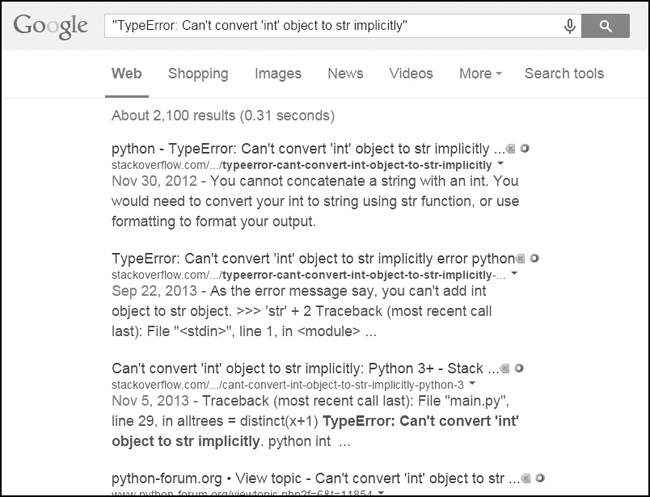 Google "TypeError: Can't convert 'int' object to str implicitly"
Web Shopping Images News Videos More Search tools
About 2,100 results (0.31 seconds)
python - TypeError: Can't convert 'int' object to str implicitly ...
stackoverflow.com/.../typeerror-cant-convert-int-object-to-str-implicitly
Nov 30, 2012 - You cannot concatenate a string with an int. You
would need to convert your int to string using str function, or use
formatting to format your output.
TypeError: Can't convert 'int' object to str implicitly error python
stackoverflow.com/.../typeerror-cant-convert-int-object-to-str-implicitly-...
Sep 22, 2013 - As the error message say, you can't add int
object to str object. >>> 'str' + 2 Traceback (most recent call
last): File "<stdin>", line 1, in <module> ...
Can't convert 'int' object to str implicitly: Python 3+ - Stack ...
stackoverflow.com/.../cant-convert-int-object-to-str-implicitly-python-3
Nov 5, 2013 - Traceback (most recent call last): File "main.py",
line 29, in alltrees = distinct(x+1) TypeError: Can't convert 'int'
object to str implicitly. python int ...
python-forum.org • View topic - Can't convert 'int' object to str ...
www.python-forum.org/viewtopic.php?f=6&t=11854